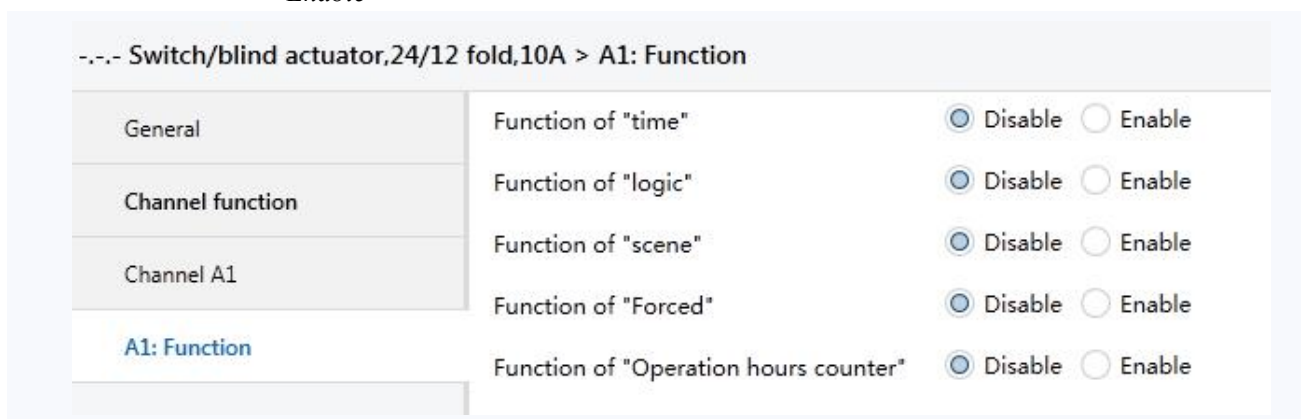 Enable
-.-.- Switch/blind actuator,24/12 fold,10A > A1: Function
General
Channel function
Channel A1
A1: Function
Function of "time" Disable Enable
Function of "logic" Disable Enable
Function of "scene" Disable Enable
Function of "Forced" Disable Enable
Function of "Operation hours counter" Disable Enable